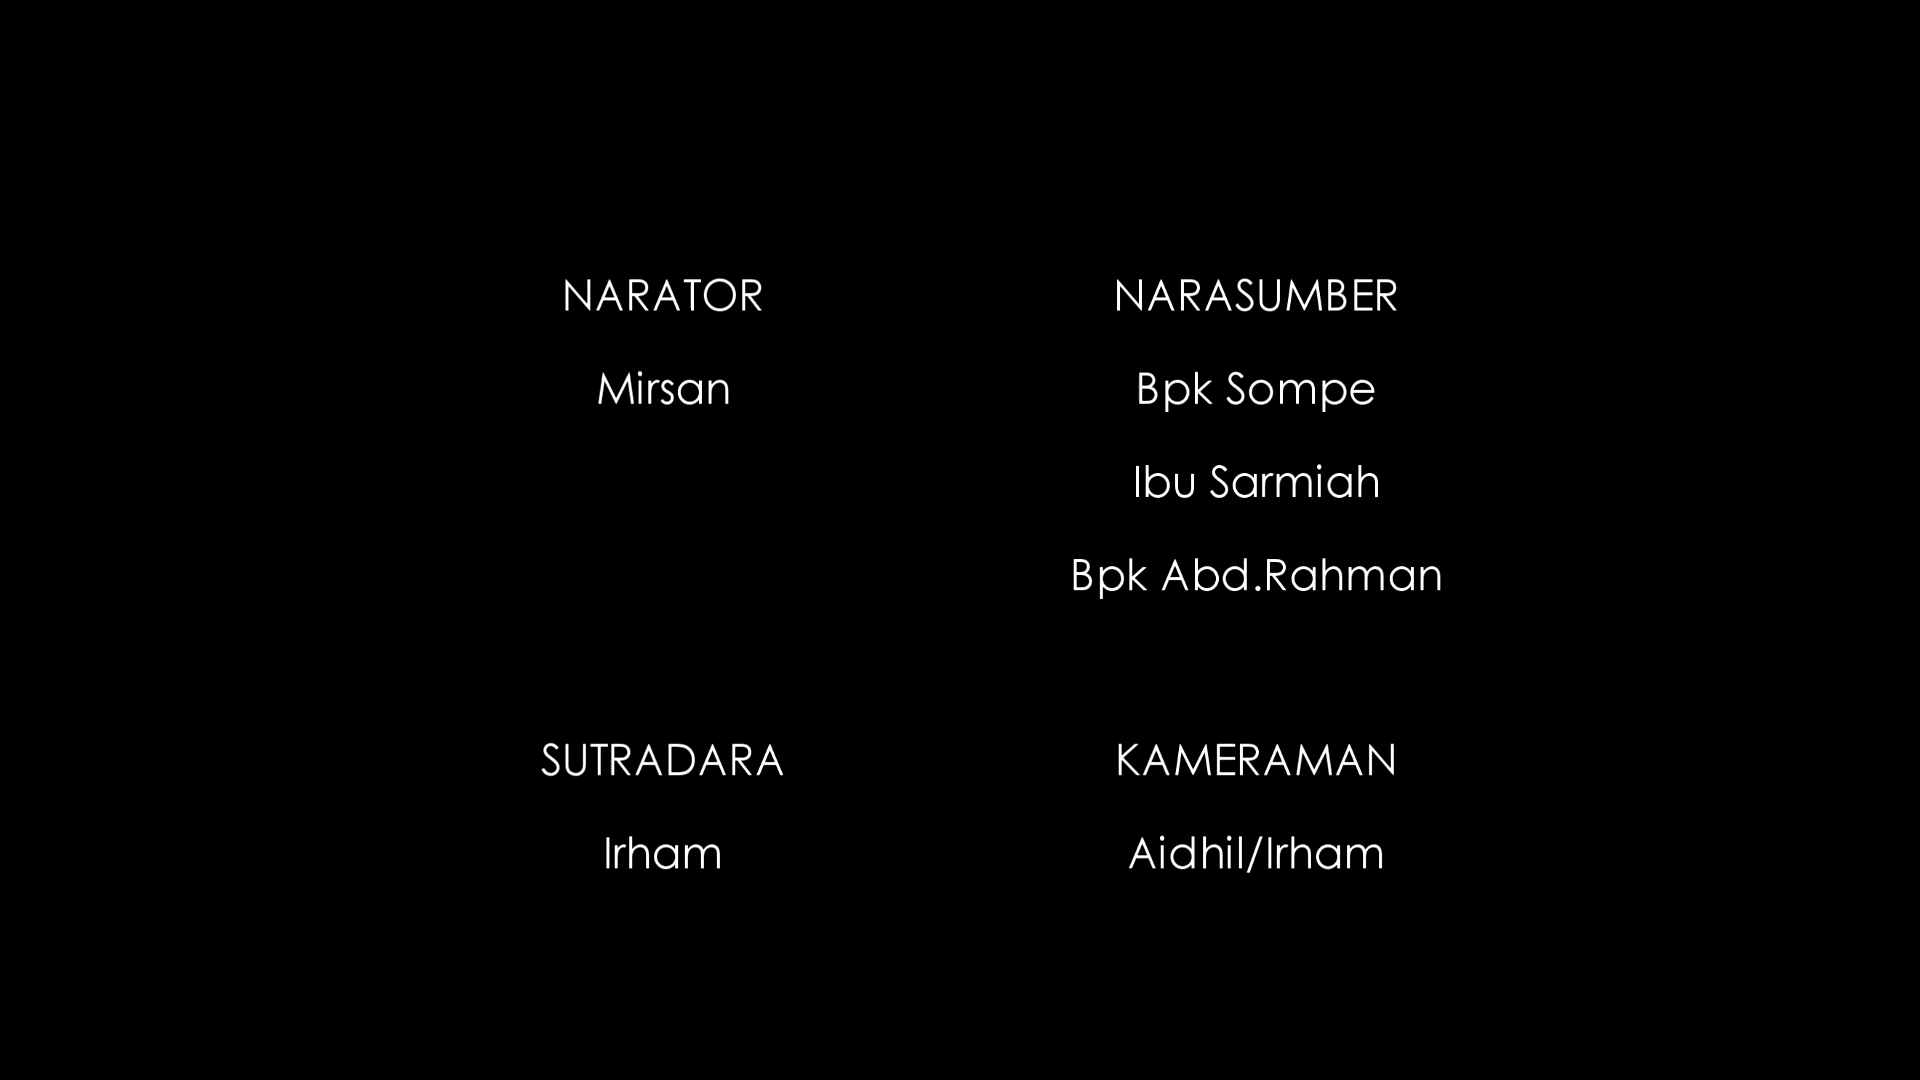 NARATOR
Mirsan
NARASUMBER
Bpk Sompe
Ibu Sarmiah
Bpk Abd.Rahman
SUTRADARA
Irham
KAMERAMAN
Aidhil/Irham